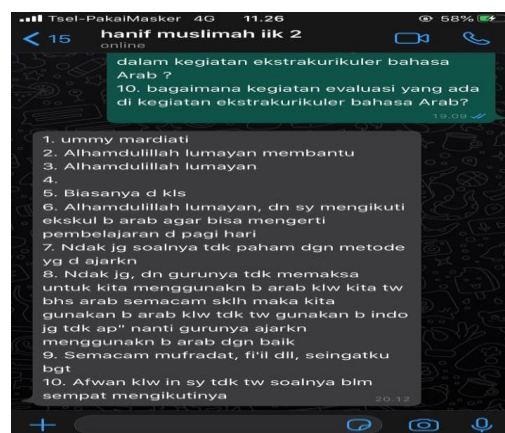 Tsel-PakaiMasker 4G 11.26 58%
15 hanif muslimah iik 2
online
dalam kegiatan ekstrakurikuler bahasa
Arab ?
10. bagaimana kegiatan evaluasi yang ada
di kegiatan ekstrakurikuler bahasa Arab?
19.09
1. ummy mardiati
2. Alhamdulillah lumayan membantu
3. Alhamdulillah lumayan
4.
5. Biasanya d kls
6. Alhamdulillah lumayan, dn sy mengikuti
ekskul b arab agar bisa mengerti
pembelajaran d pagi hari
7. Ndak jg soalnya tdk paham dgn metode
yg d ajarkn
8. Ndak jg, dn gurunya tdk memaksa
untuk kita menggunakn b arab klw kita tw
bhs arab semacam sklh maka kita
gunakan b arab klw tdk tw gunakan b indo
jg tdk ap" nanti gurunya ajarkn
menggunakn b arab dgn baik
9. Semacam mufradat, fi'il dll, seingatku
bgt
10. Afwan klw in sy tdk tw soalnya blm
sempat mengikutinya
20.12